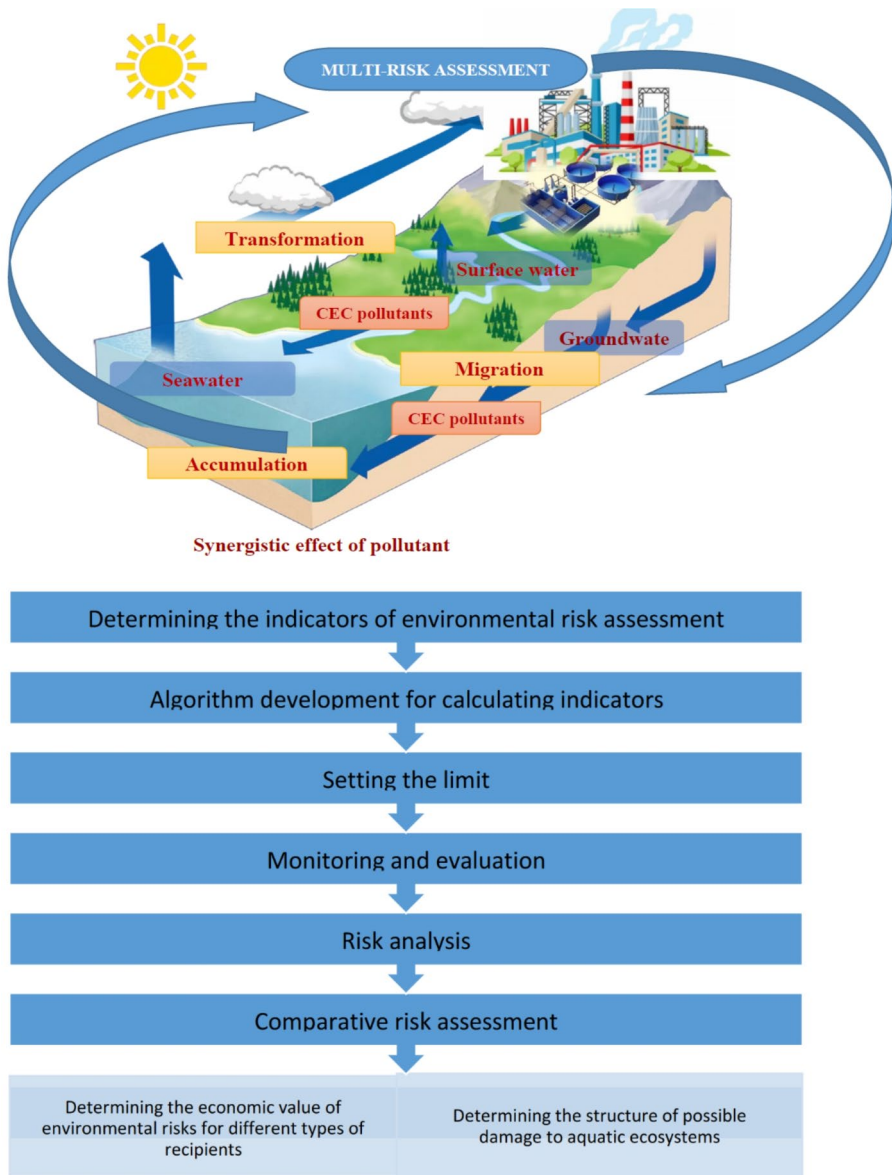 MULTI-RISK ASSESSMENT
Transformation
Surface water
CEC pollutants
Groundwate
Seawater
Migration
CEC pollutants
Accumulation
Synergistic effect of pollutant
Determining the indicators of environmental risk assessment
Algorithm development for calculating indicators
Setting the limit
Monitoring and evaluation
Risk analysis
Comparative risk assessment
Determining the economic value of
environmental risks for different types of
recipients
Determining the structure of possible
damage to aquatic ecosystems